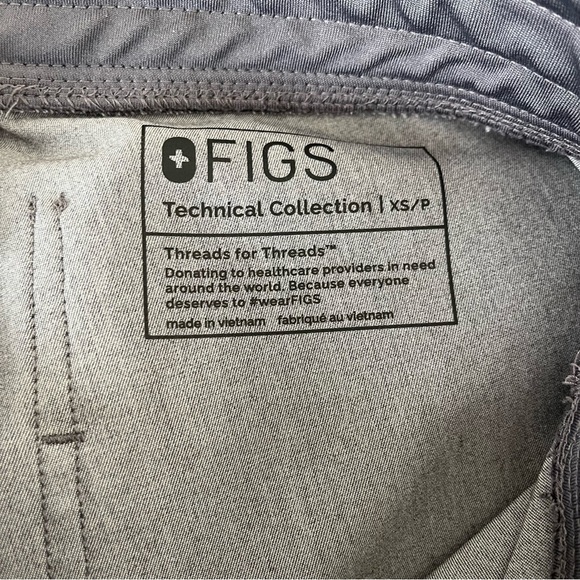 FIGS
Technical Collection | XS/P
Threads for Threads™
Donating to healthcare providers in need
around the world. Because everyone
deserves to #wearFIGS
made in vietnam fabriqué au vietnam